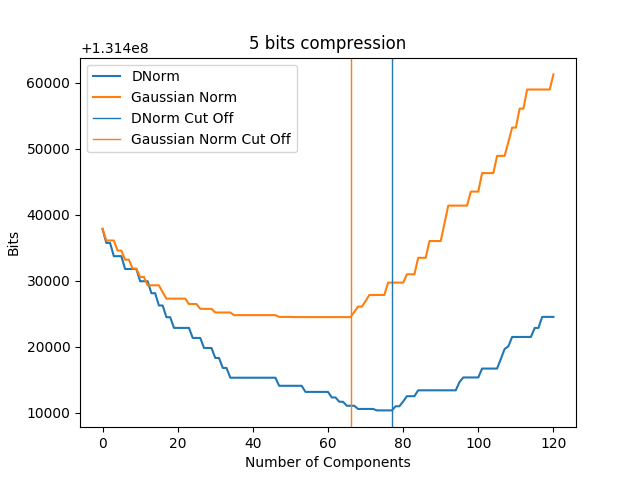 5 bits compression
+1.314e8
DNorm
Gaussian Norm
DNorm Cut Off
Gaussian Norm Cut Off
60000
50000
40000
30000
20000
10000
Bits
0 20 40 60 80 100 120
Number of Components